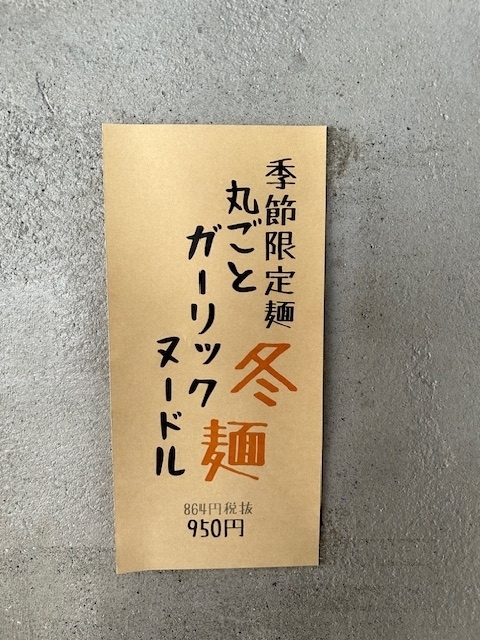 季節限定麺
冬麺
丸ごと
ガーリック
ヌードル
864円税抜
950円